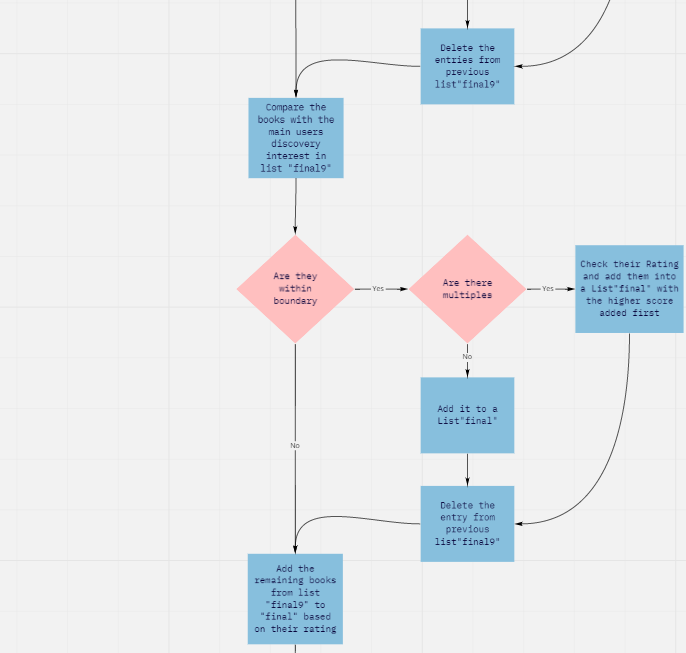 Delete the
entries from
previous
list"final9"
Compare the
books with the
main users
discovery
interest in
list "final9"
Are they
within
boundary
Yes
Are there
multiples
Yes
Check their Rating
and add them into
a List"final" with
the higher score
added first
No
Add it to a
List"final"
No
Delete the
entry from
previous
list"final9"
Add the
remaining books
from list
"final9" to
"final" based
on their rating